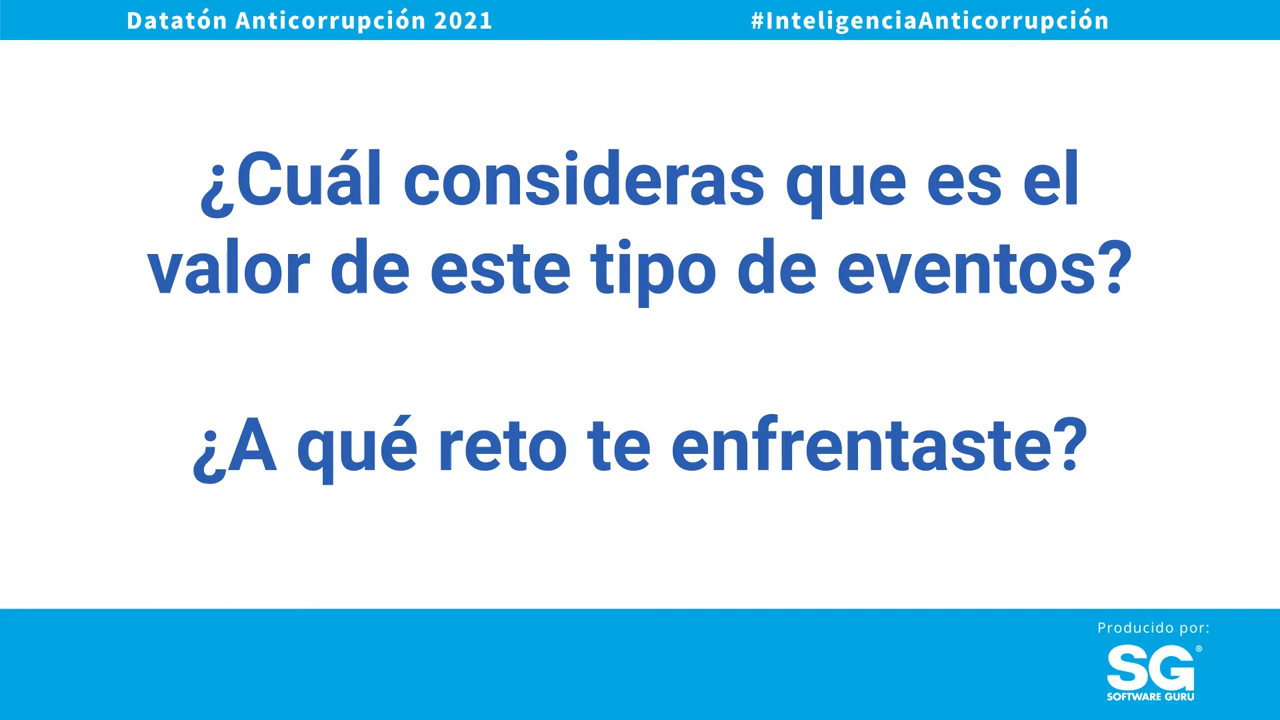 Datatón Anticorrupción 2021
#InteligenciaAnticorrupción
¿Cuál consideras que es el
valor de este tipo de eventos?
¿A qué reto te enfrentaste?
Producido por:
SG®
SOFTWARE GURU